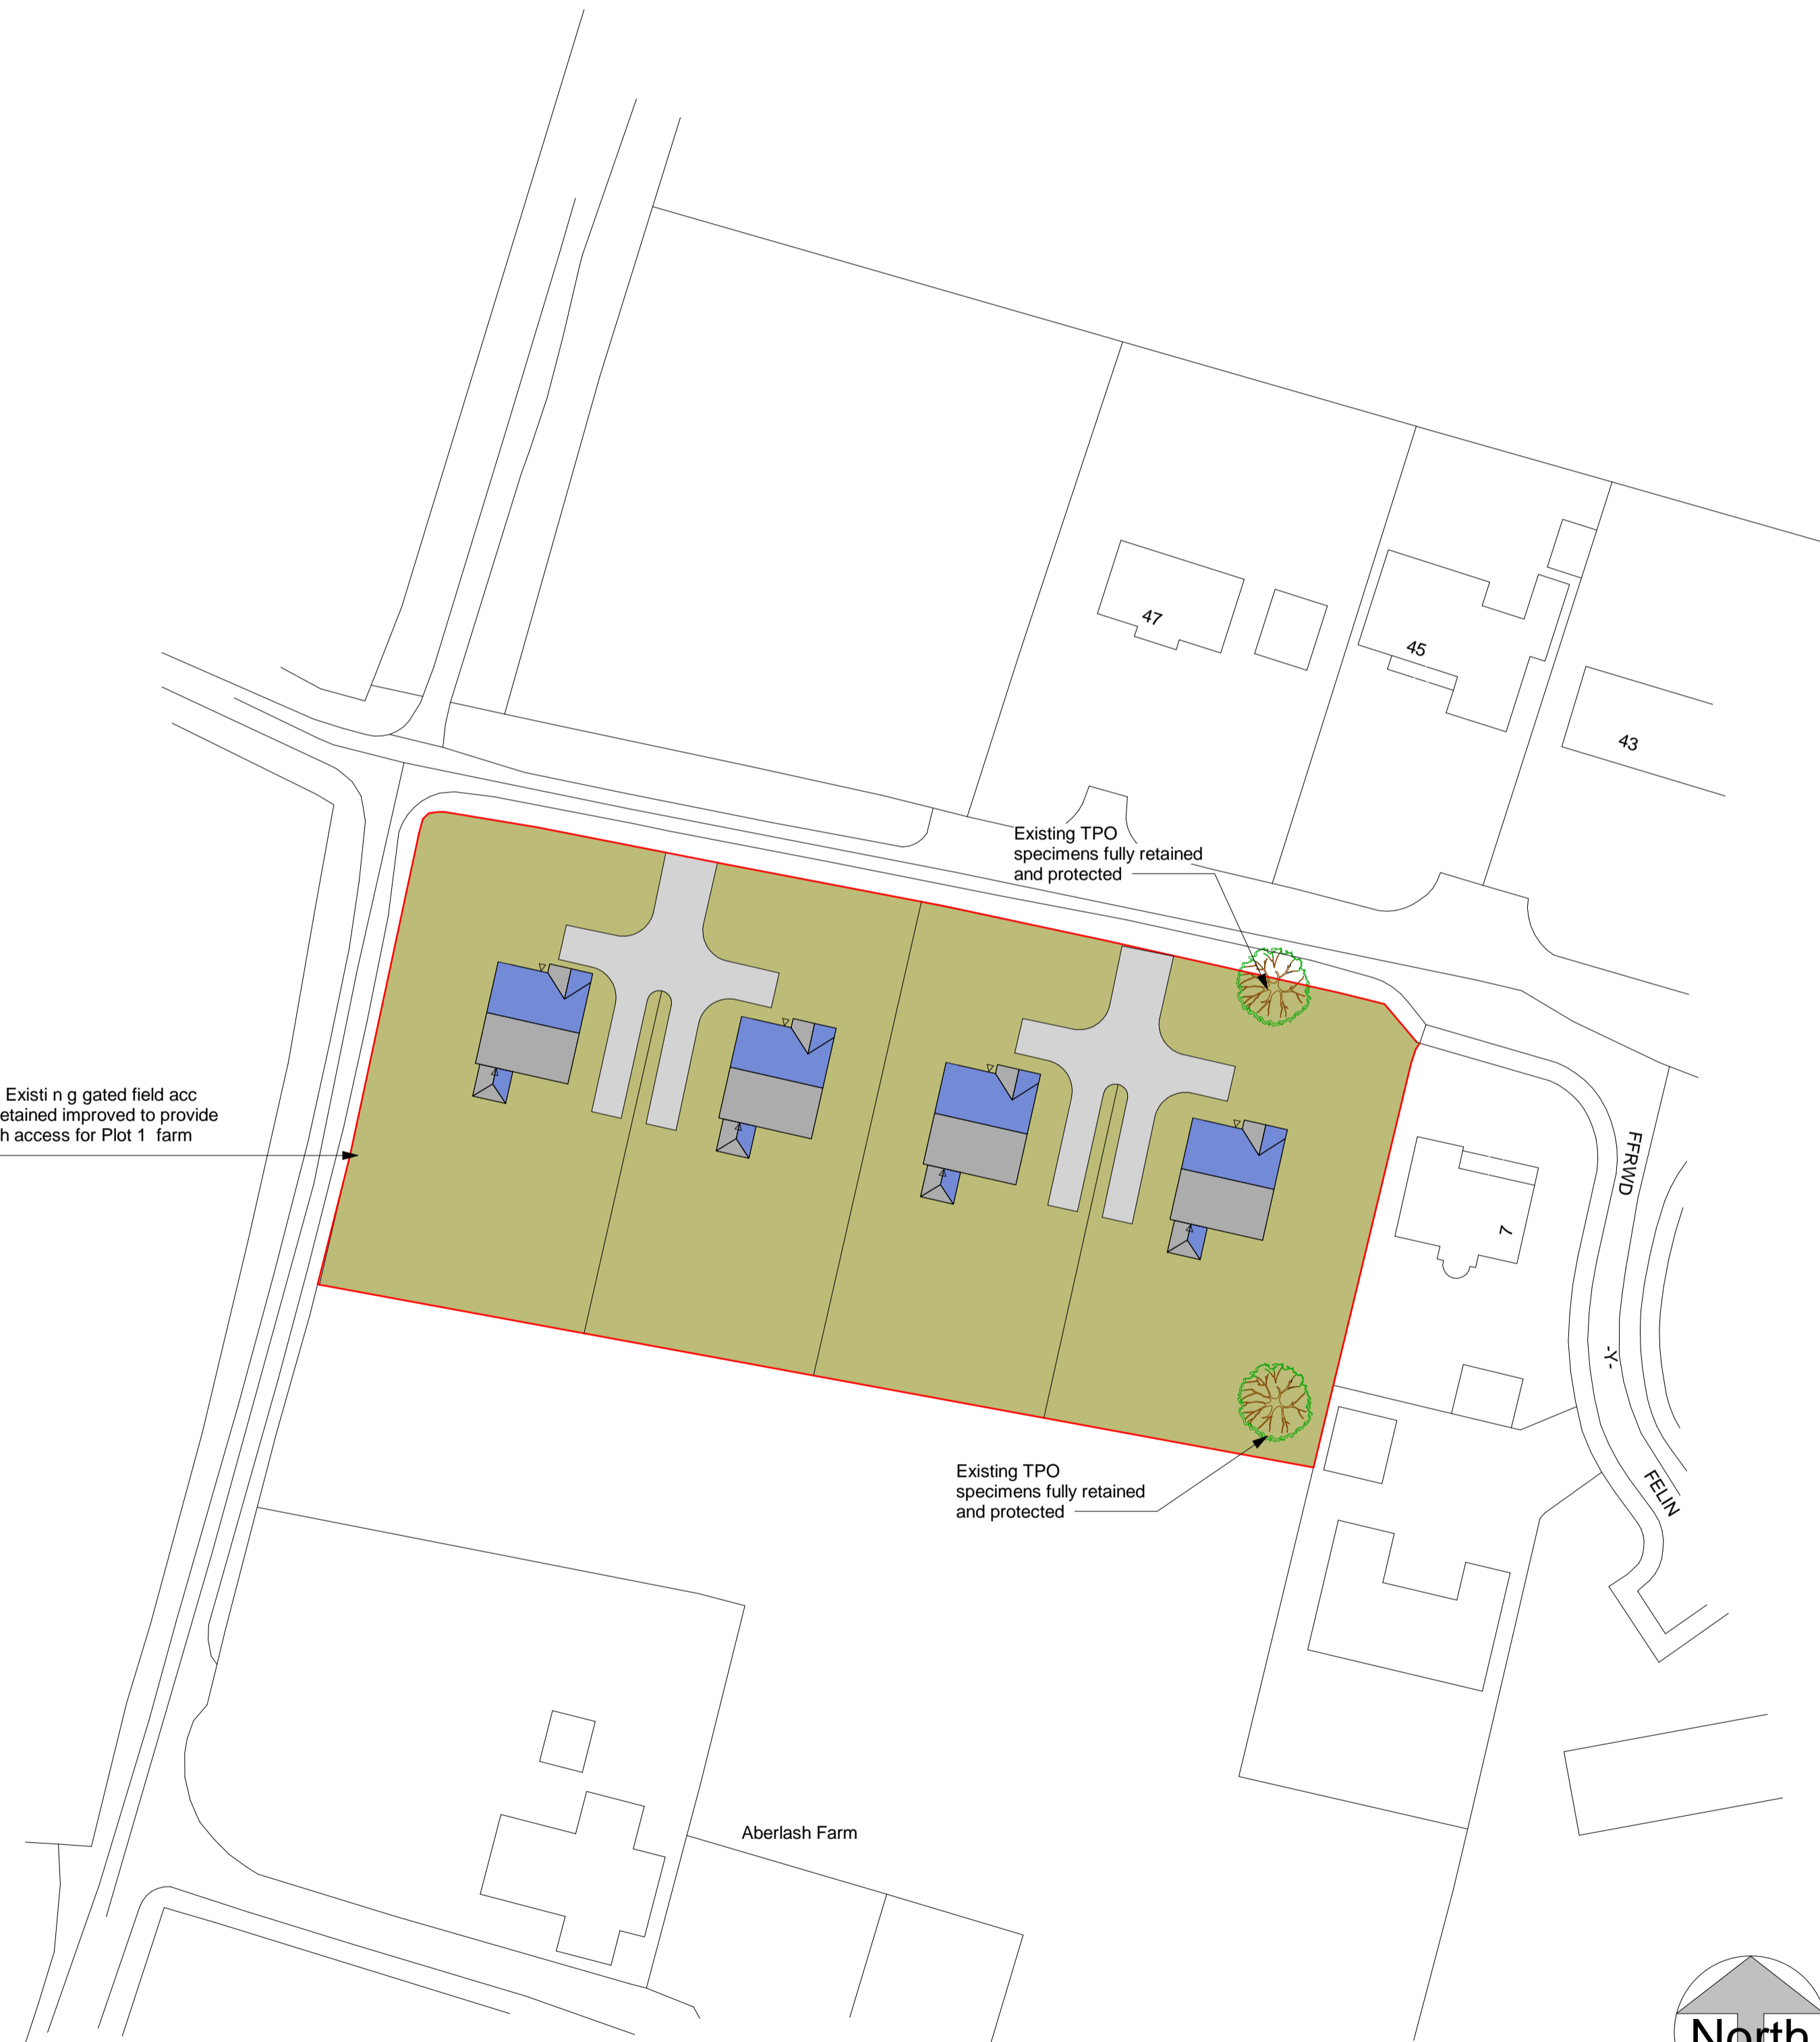 47
45
43
Existing TPO
specimens fully retained
and protected
Existi n g gated field acc
etained improved to provide
h access for Plot 1 farm
FFRWD
7
-Y-
FELIN
Existing TPO
specimens fully retained
and protected
Aberlash Farm
North